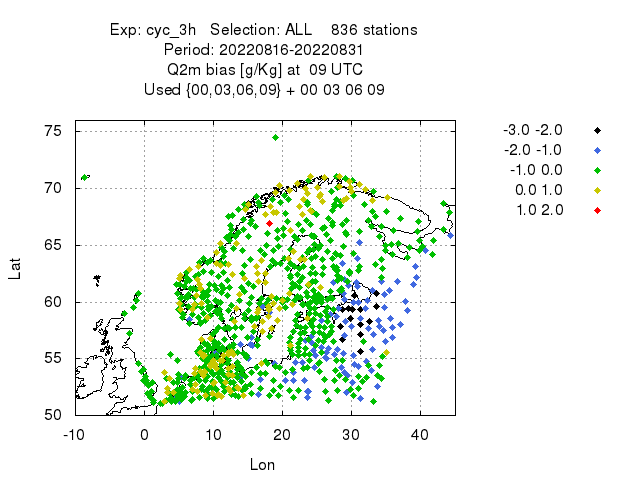 Exp: cyc_3h   Selection: ALL    836 stations
Period: 20220816-20220831
Q2m bias [g/Kg] at  09 UTC
Used {00,03,06,09} + 00 03 06 09
-3.0 -2.0
-2.0 -1.0
-1.0 0.0
0.0 1.0
1.0 2.0
75
70
65
60
55
50
Lat
-10 0 10 20 30 40
Lon